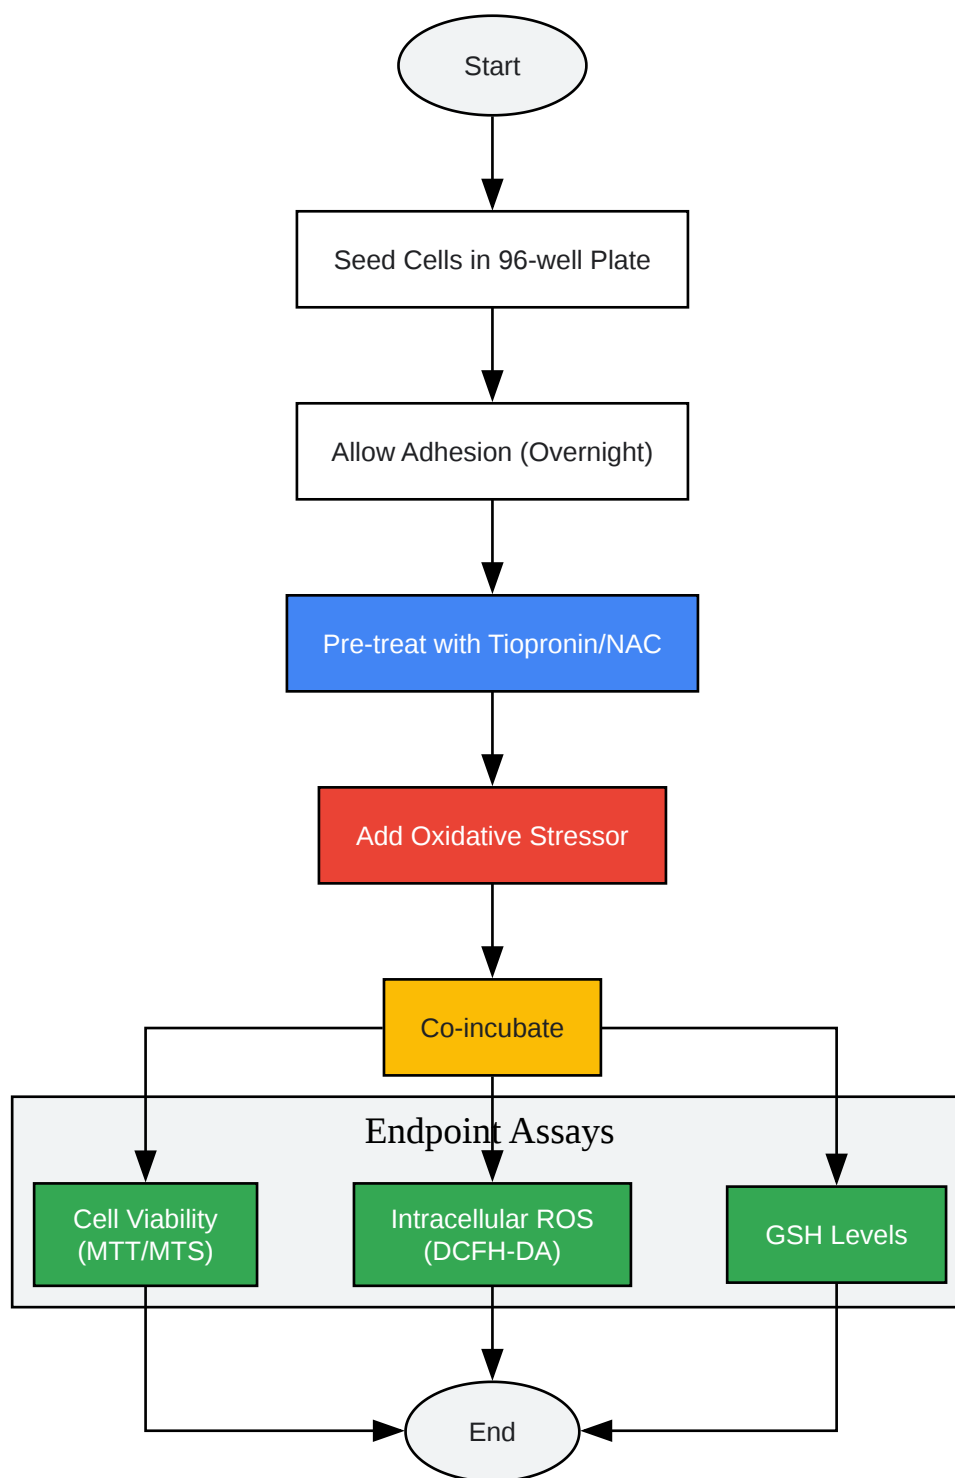 Start
Seed Cells in 96-well Plate
Allow Adhesion (Overnight)
Pre-treat with Tiopronin/NAC
Add Oxidative Stressor
Co-incubate
Endpoint Assays
Cell Viability
(MTT/MTS)
Intracellular ROS
(DCFH-DA)
GSH Levels
End